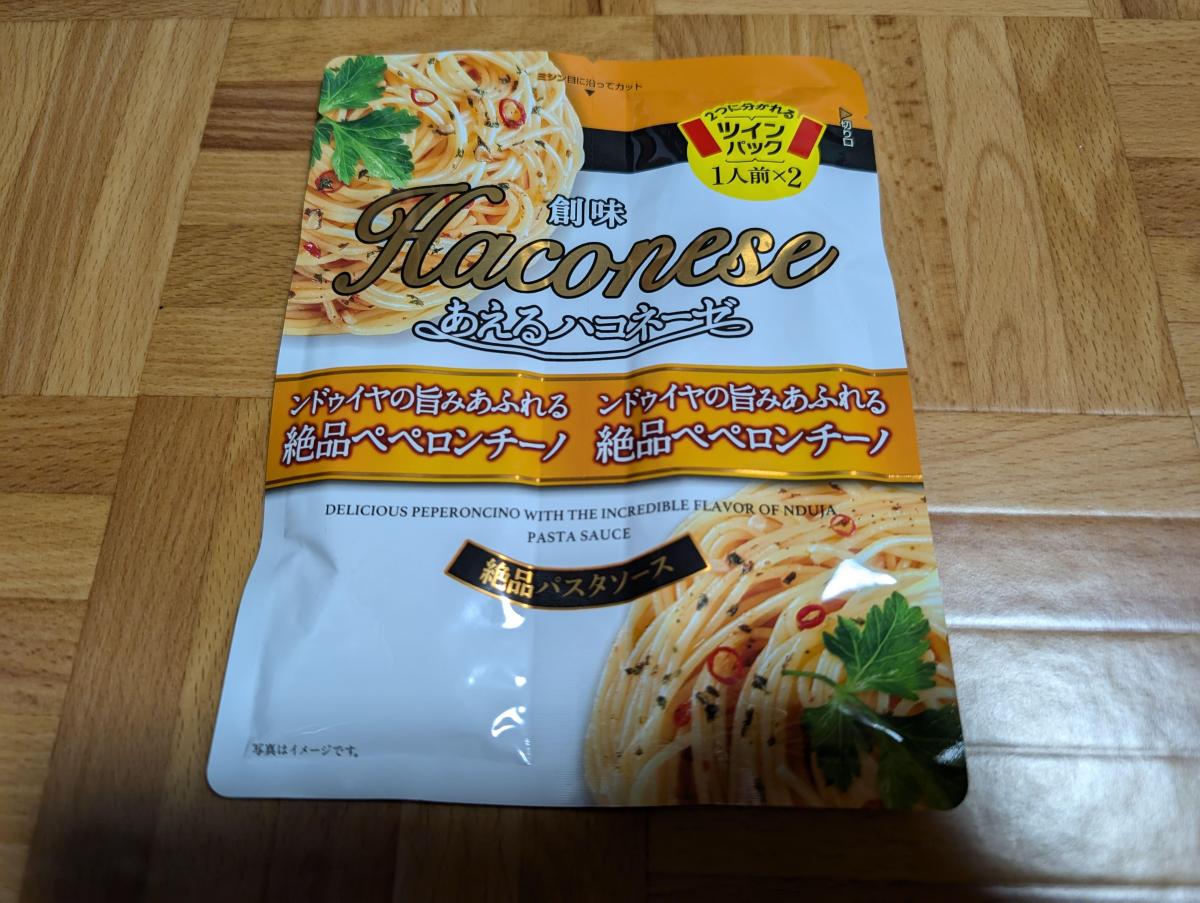 ミシン目に沿ってカット
切り口
2つに分かれる
ツイン
パック
1人前×2
創味
Haconese
あえるハコネーゼ
ンドゥイヤの旨みあふれる
絶品ペペロンチーノ
ンドゥイヤの旨みあふれる
絶品ペペロンチーノ
DELICIOUS PEPERONCINO WITH THE INCREDIBLE FLAVOR OF NDUJA
PASTA SAUCE
絶品パスタソース
写真はイメージです。